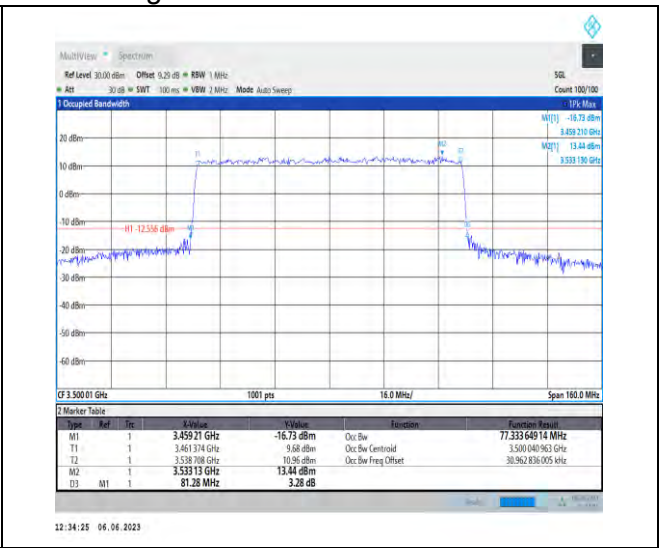 MultiView Spectrum
Ref Level 30.00 dBm Offset 9.29 dB RBW 1 MHz SGL
Att 30 dB SWT 100 ms VBW 2 MHz Mode Auto Sweep Count 100/100
1 Occupied Bandwidth 1Pk Max
M1[1] -16.73 dBm
3.459 210 GHz
M2[1] 13.44 dBm
3.533 130 GHz
20 dBm
M2
T1 T2
10 dBm
0 dBm
-10 dBm
H1 -12.556 dBm M1 D3
-20 dBm
-30 dBm
-40 dBm
-50 dBm
-60 dBm
CF 3.500 01 GHz 1001 pts 16.0 MHz/ Span 160.0 MHz
2 Marker Table
Type Ref Trc X-Value Y-Value Function Function Result
M1 1 3.459 21 GHz -16.73 dBm Occ Bw 77.333 649 14 MHz
T1 1 3.461 374 GHz 9.68 dBm Occ Bw Centroid 3.500 040 963 GHz
T2 1 3.538 708 GHz 10.96 dBm Occ Bw Freq Offset 30.962 836 005 kHz
M2 1 3.533 13 GHz 13.44 dBm
D3 M1 1 81.28 MHz 3.28 dB
12:34:25 06.06.2023